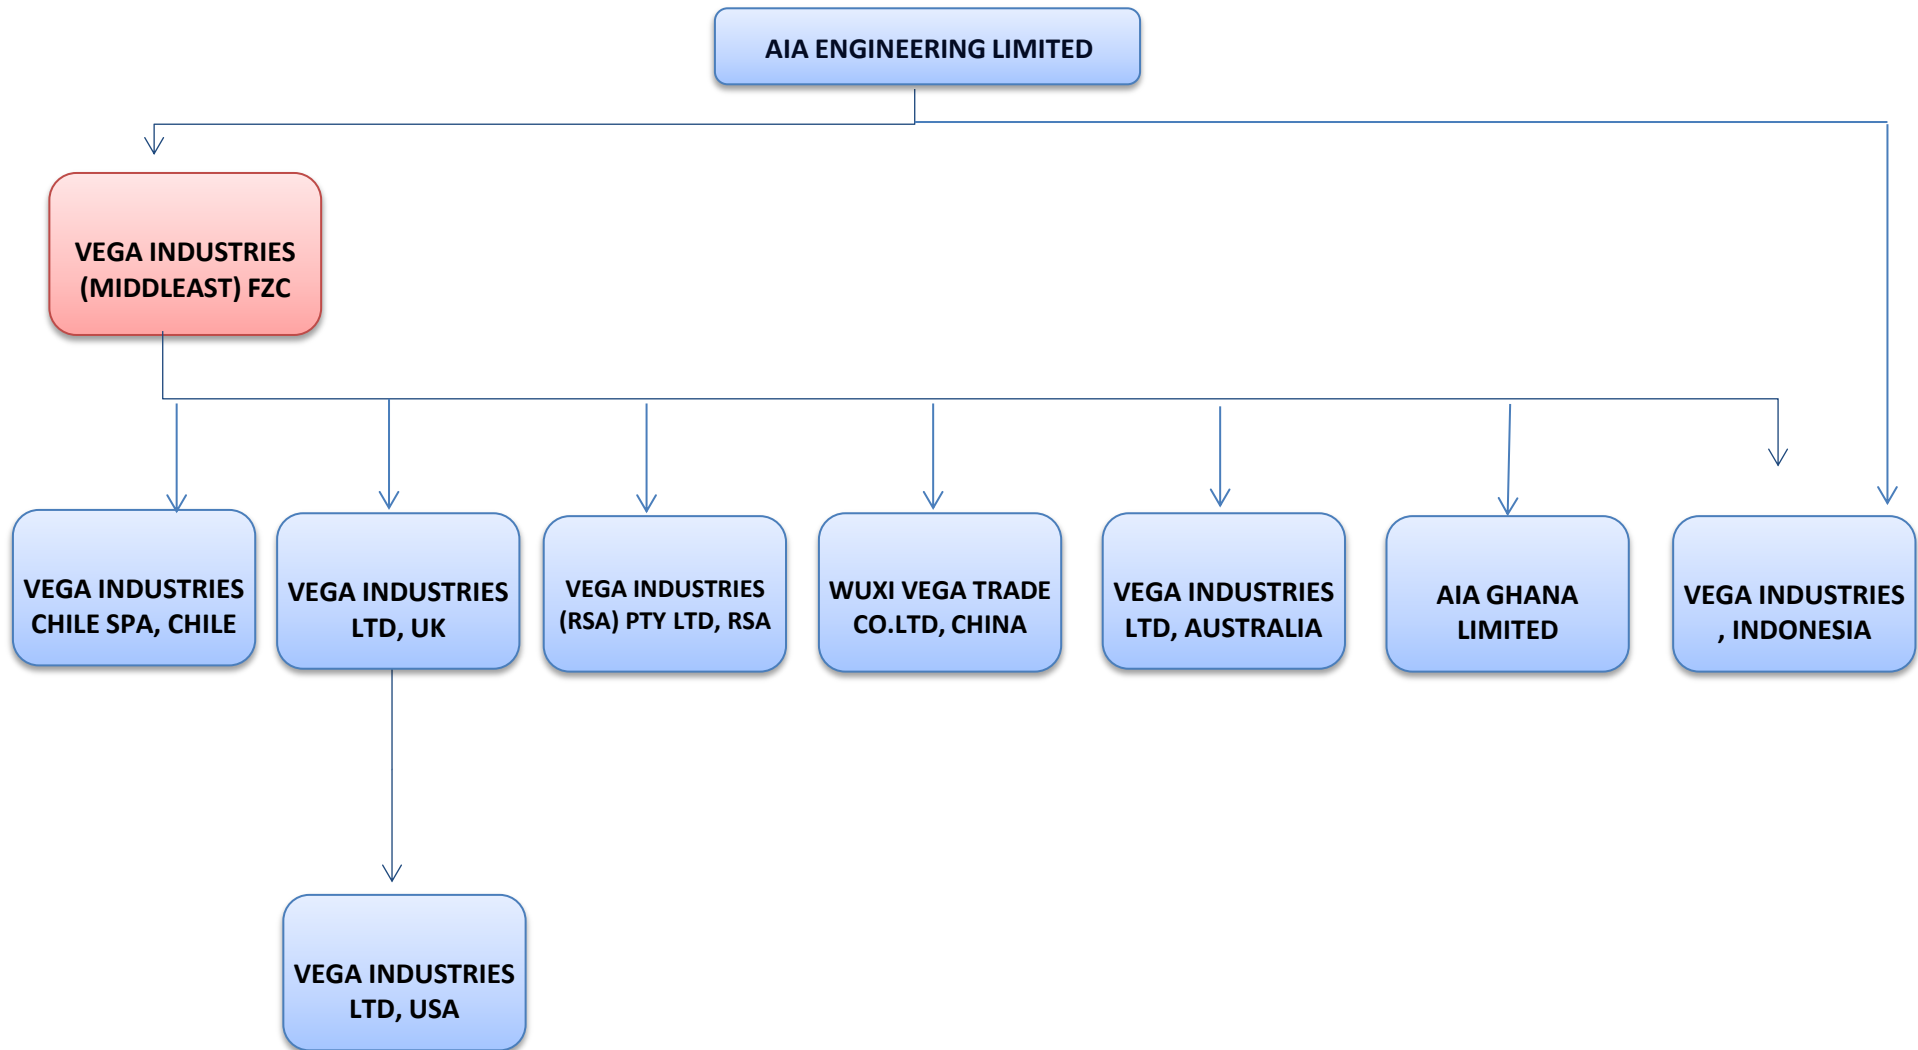 AIA ENGINEERING LIMITED
VEGA INDUSTRIES
(MIDDLEAST) FZC
VEGA INDUSTRIES
CHILE SPA, CHILE
VEGA INDUSTRIES
LTD, UK
VEGA INDUSTRIES
(RSA) PTY LTD, RSA
WUXI VEGA TRADE
CO.LTD, CHINA
VEGA INDUSTRIES
LTD, AUSTRALIA
AIA GHANA
LIMITED
VEGA INDUSTRIES
, INDONESIA
VEGA INDUSTRIES
LTD, USA